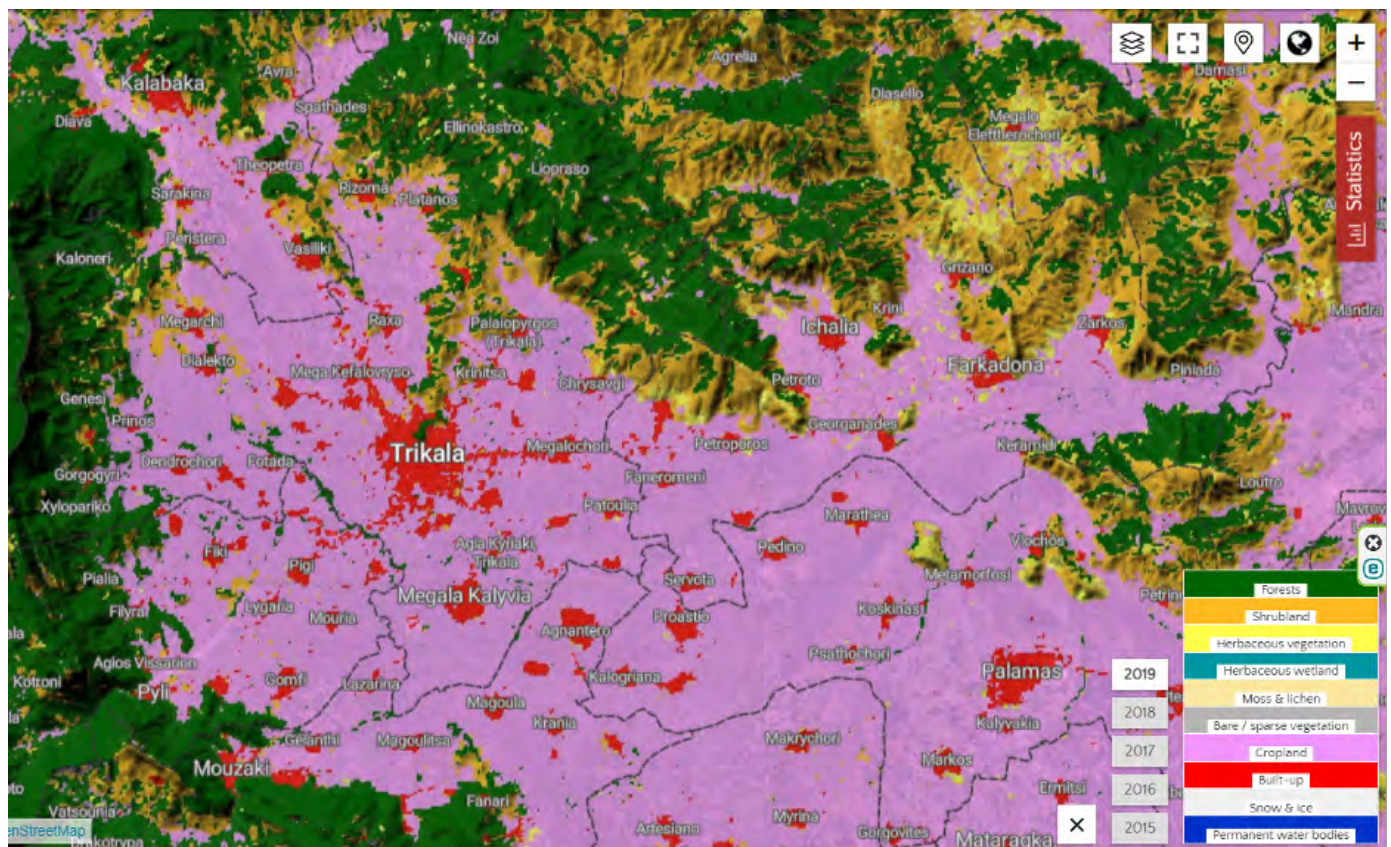 Nea Zoi
Agrelia
Damasi
Kalabaka
Avra
Spathades
Diasello
Diava
Ellinokastro
Megalo
Eleftherochori
Statistics
Theopetra
Liopraso
Sarakina
Rizoma
Platanos
Peristera
Vasiliki
Kaloneri
Grizano
Megarchi
Raxa
Palaiopyrgos
(Trikala)
Ichalia
Krini
Zarkos
Mandra
Dialekto
Mega Kefalovryso
Krinitsa
Chrysavgi
Petroto
Farkadona
Piniada
Genesi
Prinos
Georganades
Trikala
Megalochori
Petroporos
Keramidi
Dendrochori
Fotada
Gorgogyri
Faneromeni
Loutro
Xylopariko
Patoulia
Marathea
Mavrov
Fiki
Pigi
Agia Kyriaki,
Trikala
Pedino
Vlochos
Pialia
Servota
Metamorfosi
Megala Kalyvia
Petrino
Filyra
Lygaria
Mouria
Agnantero
Proastio
Koskinas
Psathochori
Agios Vissarion
Kotroni
Pyli
Gomfi
Lazarina
Kalogriana
Palamas
Magoula
Krania
Kalyvakia
Gelanthi
Magoulitsa
Makrychori
Mouzaki
Markos
Fanari
Ermitsi
Vatsounia
Myrina
enStreetMap
Drakotrypa
Artesiano
Gorgovites
Mataragka
2019
2018
2017
2016
2015
Forests
Shrubland
Herbaceous vegetation
Herbaceous wetland
Moss & lichen
Bare / sparse vegetation
Cropland
Built-up
Snow & ice
Permanent water bodies